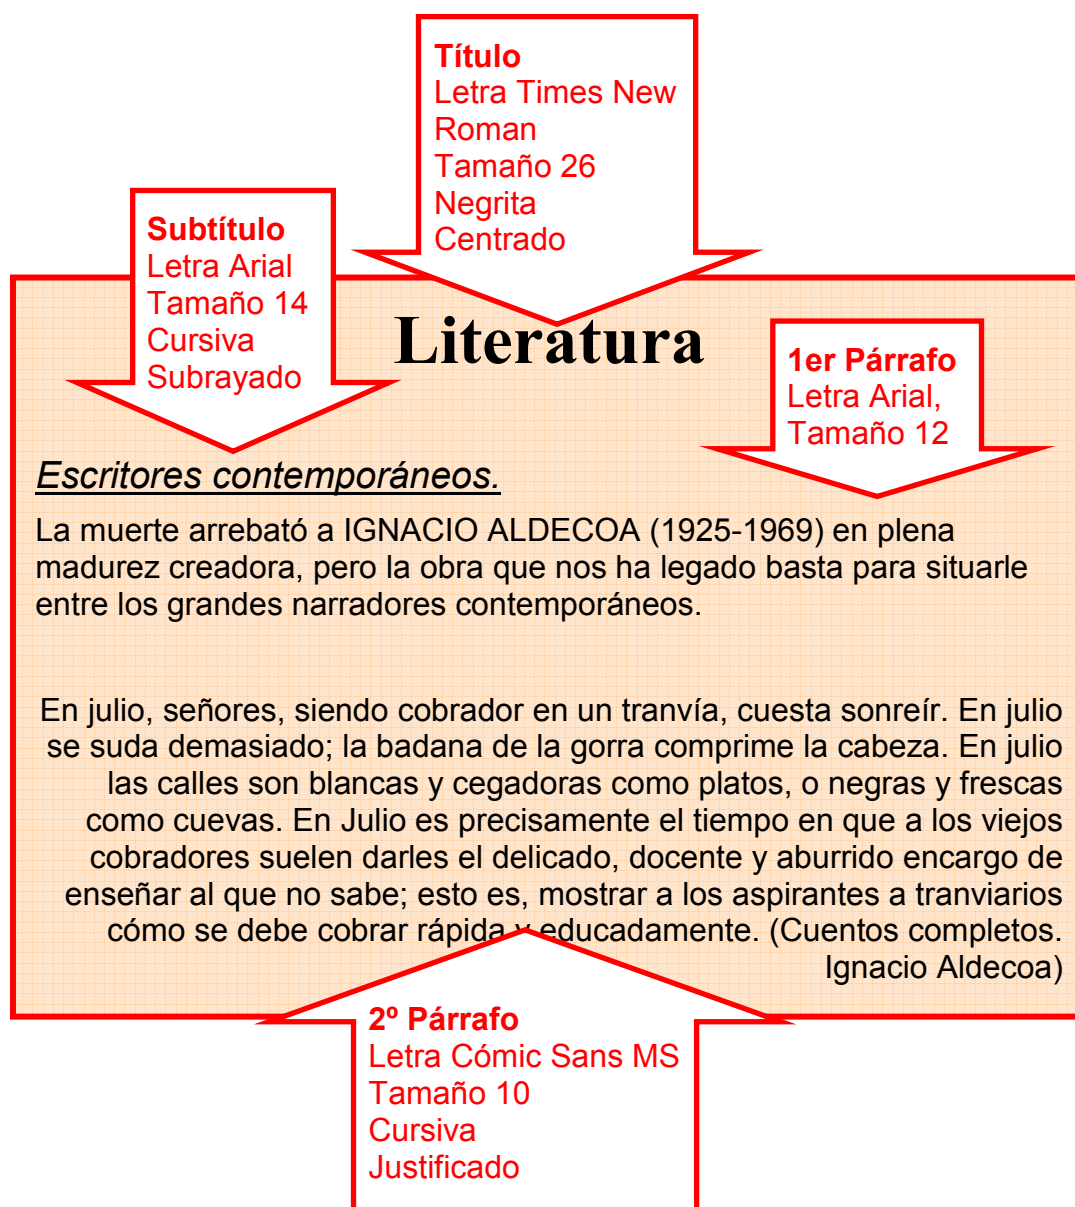 Título
Letra Times New
Roman
Tamaño 26
Negrita
Centrado
Subtítulo
Letra Arial
Tamaño 14
Cursiva
Subrayado
Literatura
1er Párrafo
Letra Arial,
Tamaño 12
Escritores contemporáneos.
La muerte arrebató a IGNACIO ALDECOA (1925-1969) en plena
madurez creadora, pero la obra que nos ha legado basta para situarle
entre los grandes narradores contemporáneos.
En julio, señores, siendo cobrador en un tranvía, cuesta sonreír. En julio
se suda demasiado; la badana de la gorra comprime la cabeza. En julio
las calles son blancas y cegadoras como platos, o negras y frescas
como cuevas. En Julio es precisamente el tiempo en que a los viejos
cobradores suelen darles el delicado, docente y aburrido encargo de
enseñar al que no sabe; esto es, mostrar a los aspirantes a tranviarios
cómo se debe cobrar rápida y educadamente. (Cuentos completos.
Ignacio Aldecoa)
2º Párrafo
Letra Cómic Sans MS
Tamaño 10
Cursiva
Justificado